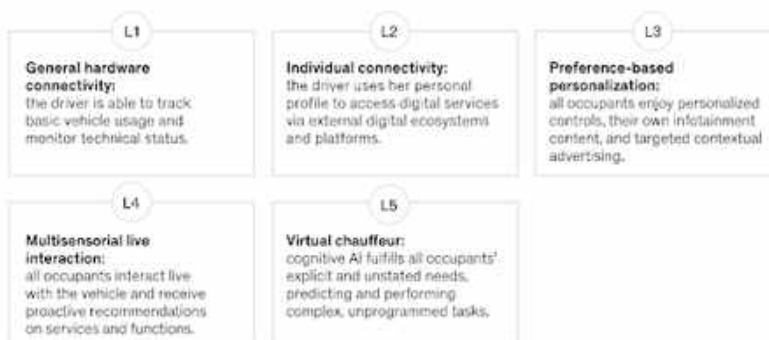 L1
General hardware
connectivity:
the driver is able to track
basic vehicle usage and
monitor technical status.
L2
Individual connectivity:
the driver uses her personal
profile to access digital services
via external digital ecosystems
and platforms.
L3
Preference-based
personalization:
all occupants enjoy personalized
controls, their own infotainment
content, and targeted contextual
advertising.
L4
Multisensorial live
interaction:
all occupants interact live
with the vehicle and receive
proactive recommendations
on services and functions.
L5
Virtual chauffeur:
cognitive AI fulfills all occupants'
explicit and unstated needs,
predicting and performing
complex, unprogrammed tasks.